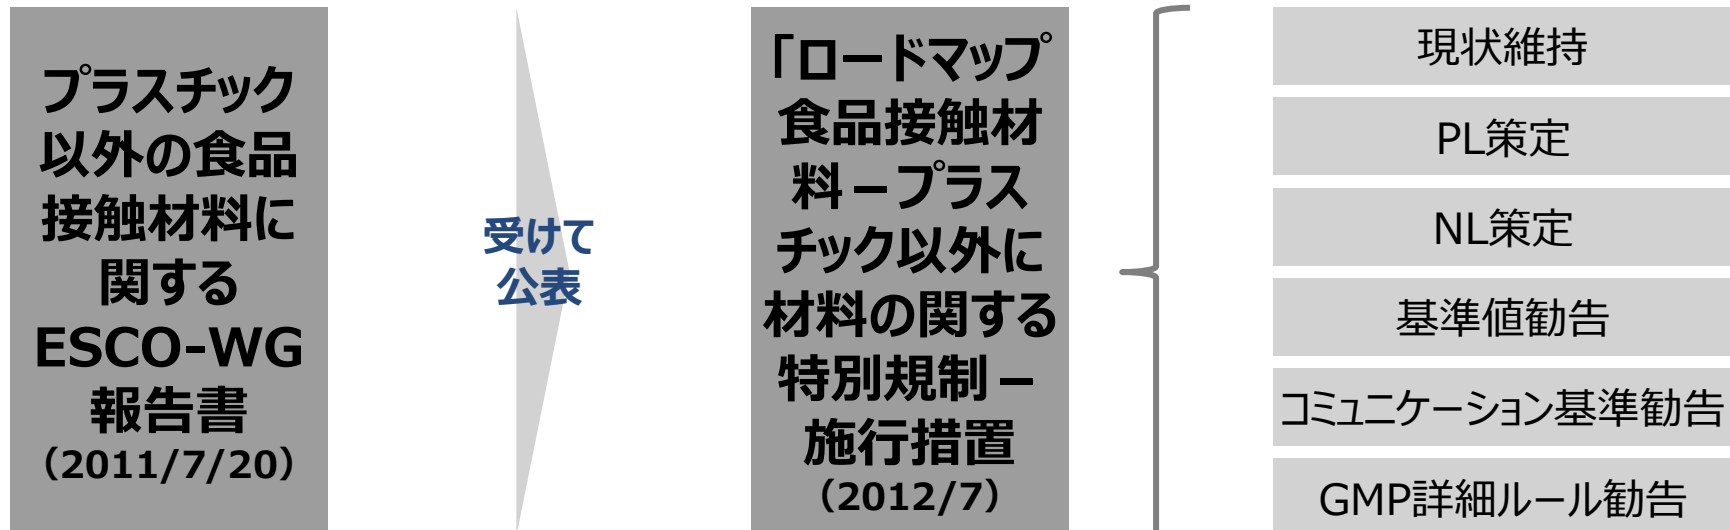 プラスチック
以外の食品
接触材料に
関する
ESCO-WG
報告書
（2011/7/20）
受けて
公表
「ロードマップ
食品接触材
料－プラス
チック以外に
材料の関する
特別規制－
施行措置
（2012/7）
現状維持
PL策定
NL策定
基準値勧告
コミュニケーション基準勧告
GMP詳細ルール勧告